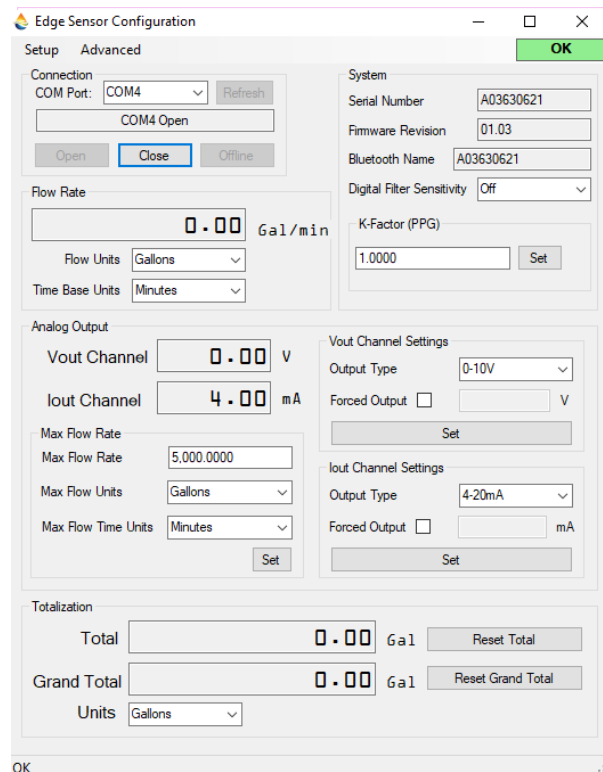 Edge Sensor Configuration
Setup Advanced
OK
Connection
COM Port: COM4 Refresh
COM4 Open
Open Close Offline
System
Serial Number A03630621
Firmware Revision 01.03
Bluetooth Name A03630621
Digital Filter Sensitivity Off
K-Factor (PPG)
1.0000 Set
Flow Rate
0.00 Gal/min
Flow Units Gallons
Time Base Units Minutes
Analog Output
Vout Channel 0.00 V
Iout Channel 4.00 mA
Max Flow Rate
Max Flow Rate 5,000.0000
Max Flow Units Gallons
Max Flow Time Units Minutes
Set
Vout Channel Settings
Output Type 0-10V
Forced Output V
Set
Iout Channel Settings
Output Type 4-20mA
Forced Output mA
Set
Totalization
Total 0.00 Gal Reset Total
Grand Total 0.00 Gal Reset Grand Total
Units Gallons
OK